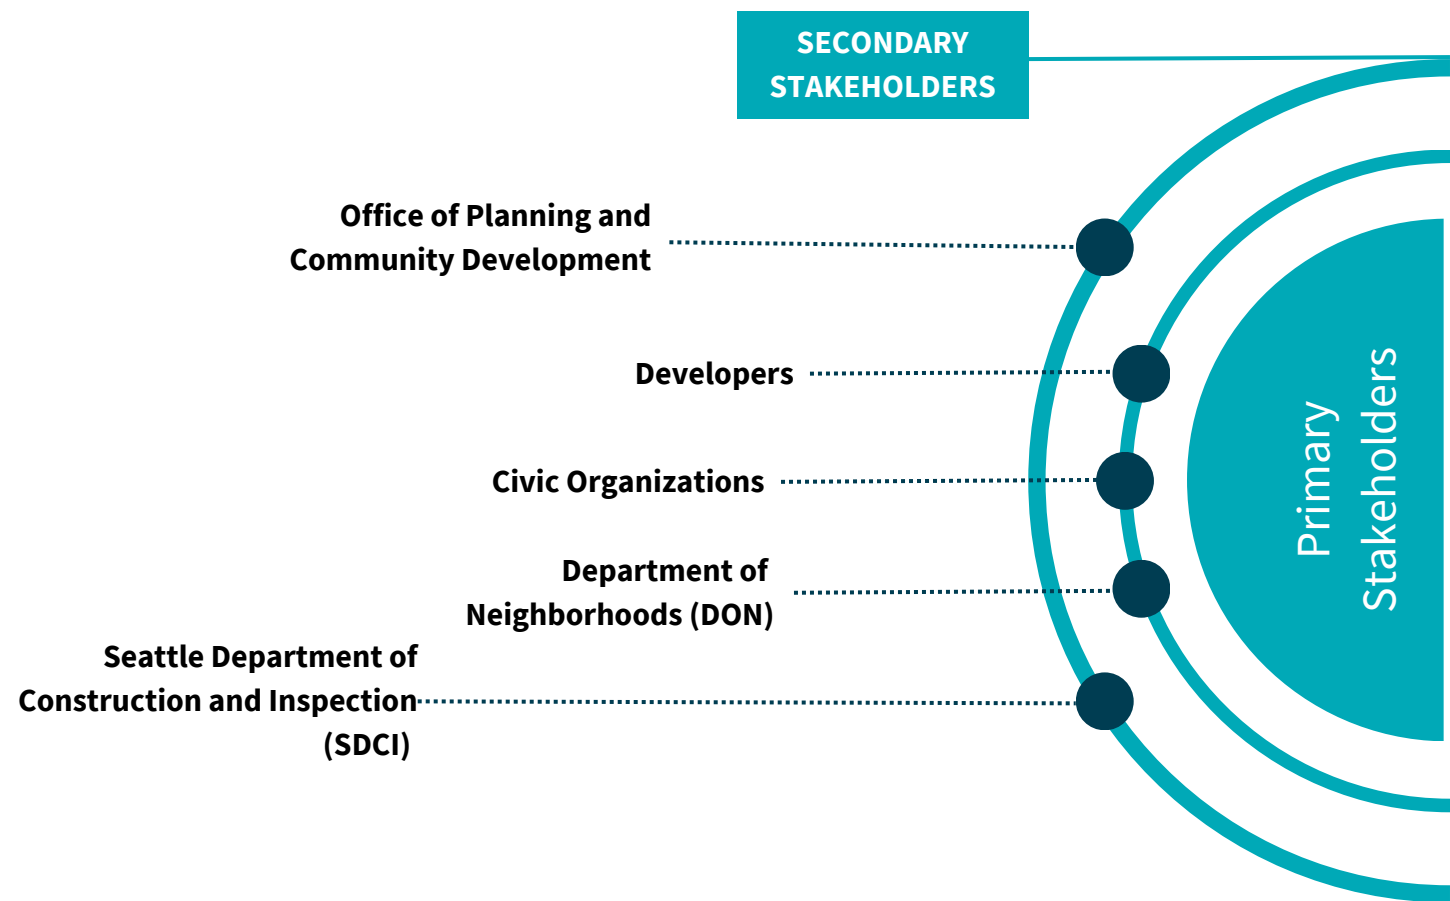 SECONDARY
STAKEHOLDERS
Office of Planning and
Community Development
Developers
Civic Organizations
Department of
Neighborhoods (DON)
Seattle Department of
Construction and Inspection
(SDCI)
Primary
Stakeholders